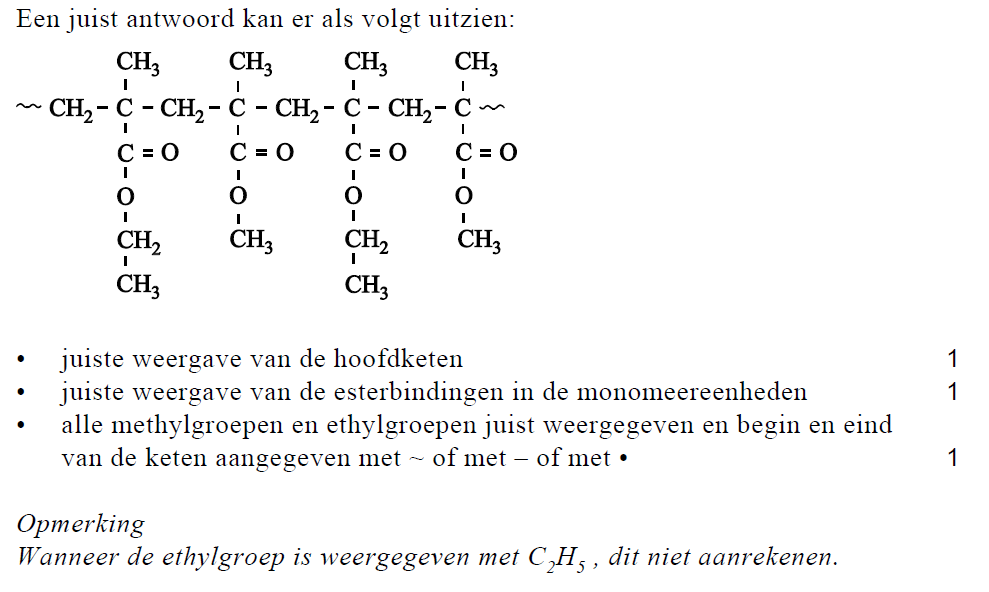 Een juist antwoord kan er als volgt uitzien:
CH₃ CH₃ CH₃ CH₃
~ CH₂ – C – CH₂ – C – CH₂ – C – CH₂ – C ~
C = O C = O C = O C = O
O O O O
CH₂ CH₃ CH₂ CH₃
CH₃ CH₃
• juiste weergave van de hoofdketen 1
• juiste weergave van de esterbindingen in de monomeereenheden 1
• alle methylgroepen en ethylgroepen juist weergegeven en begin en eind
van de keten aangegeven met ~ of met – of met • 1
Opmerking
Wanneer de ethylgroep is weergegeven met C₂H₅ , dit niet aanrekenen.